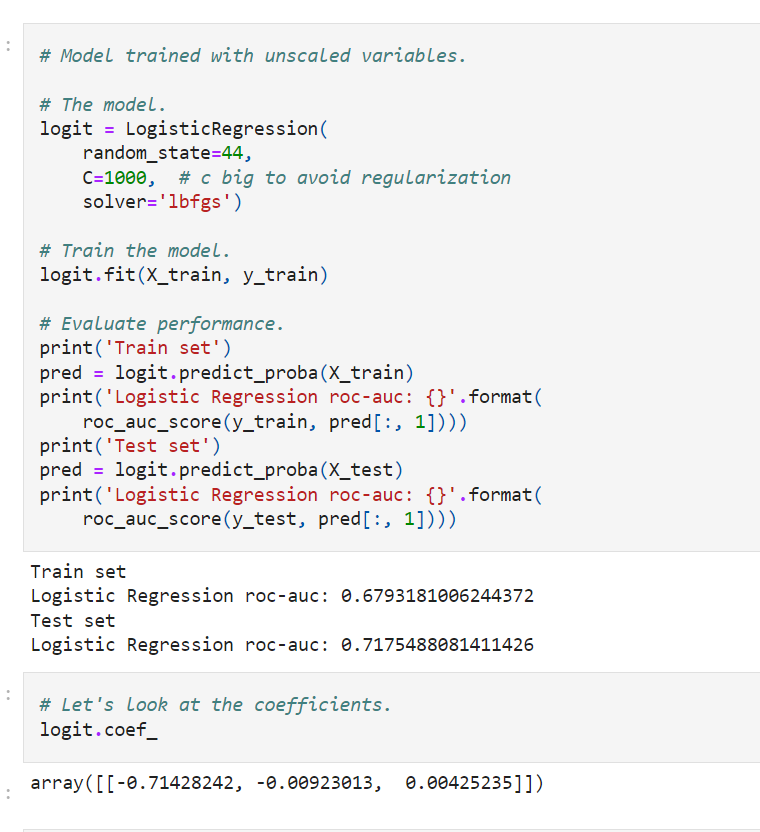 # Model trained with unscaled variables.
# The model.
logit = LogisticRegression(
    random_state=44,
    C=1000,  # c big to avoid regularization
    solver='lbfgs')
# Train the model.
logit.fit(X_train, y_train)
# Evaluate performance.
print('Train set')
pred = logit.predict_proba(X_train)
print('Logistic Regression roc-auc: {}'.format(
    roc_auc_score(y_train, pred[:, 1])))
print('Test set')
pred = logit.predict_proba(X_test)
print('Logistic Regression roc-auc: {}'.format(
    roc_auc_score(y_test, pred[:, 1])))
Train set
Logistic Regression roc-auc: 0.6793181006244372
Test set
Logistic Regression roc-auc: 0.7175488081411426
# Let's look at the coefficients.
logit.coef_
array([[-0.71428242, -0.00923013,  0.00425235]])